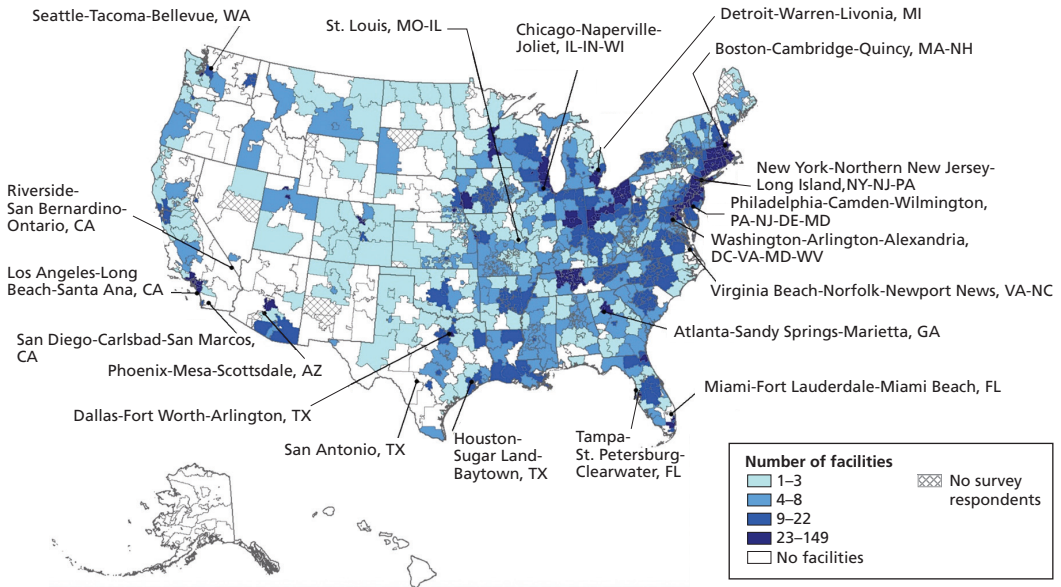 Seattle-Tacoma-Bellevue, WA
St. Louis, MO-IL
Chicago-Naperville-
Joliet, IL-IN-WI
Detroit-Warren-Livonia, MI
Boston-Cambridge-Quincy, MA-NH
New York-Northern New Jersey-
Long Island,NY-NJ-PA
Philadelphia-Camden-Wilmington,
PA-NJ-DE-MD
Washington-Arlington-Alexandria,
DC-VA-MD-WV
Virginia Beach-Norfolk-Newport News, VA-NC
Atlanta-Sandy Springs-Marietta, GA
Miami-Fort Lauderdale-Miami Beach, FL
Riverside-
San Bernardino-
Ontario, CA
Los Angeles-Long
Beach-Santa Ana, CA
San Diego-Carlsbad-San Marcos,
CA
Phoenix-Mesa-Scottsdale, AZ
Dallas-Fort Worth-Arlington, TX
San Antonio, TX
Houston-
Sugar Land-
Baytown, TX
Tampa-
St. Petersburg-
Clearwater, FL
Number of facilities
1–3
4–8
9–22
23–149
No facilities
No survey
respondents